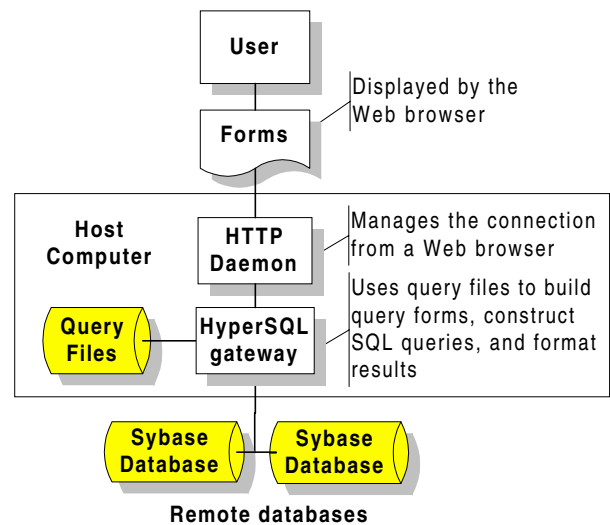 User
Forms
Displayed by the
Web browser
Host
Computer
HTTP
Daemon
Manages the connection
from a Web browser
Query
Files
HyperSQL
gateway
Uses query files to build
query forms, construct
SQL queries, and format
results
Sybase
Database
Sybase
Database
Remote databases